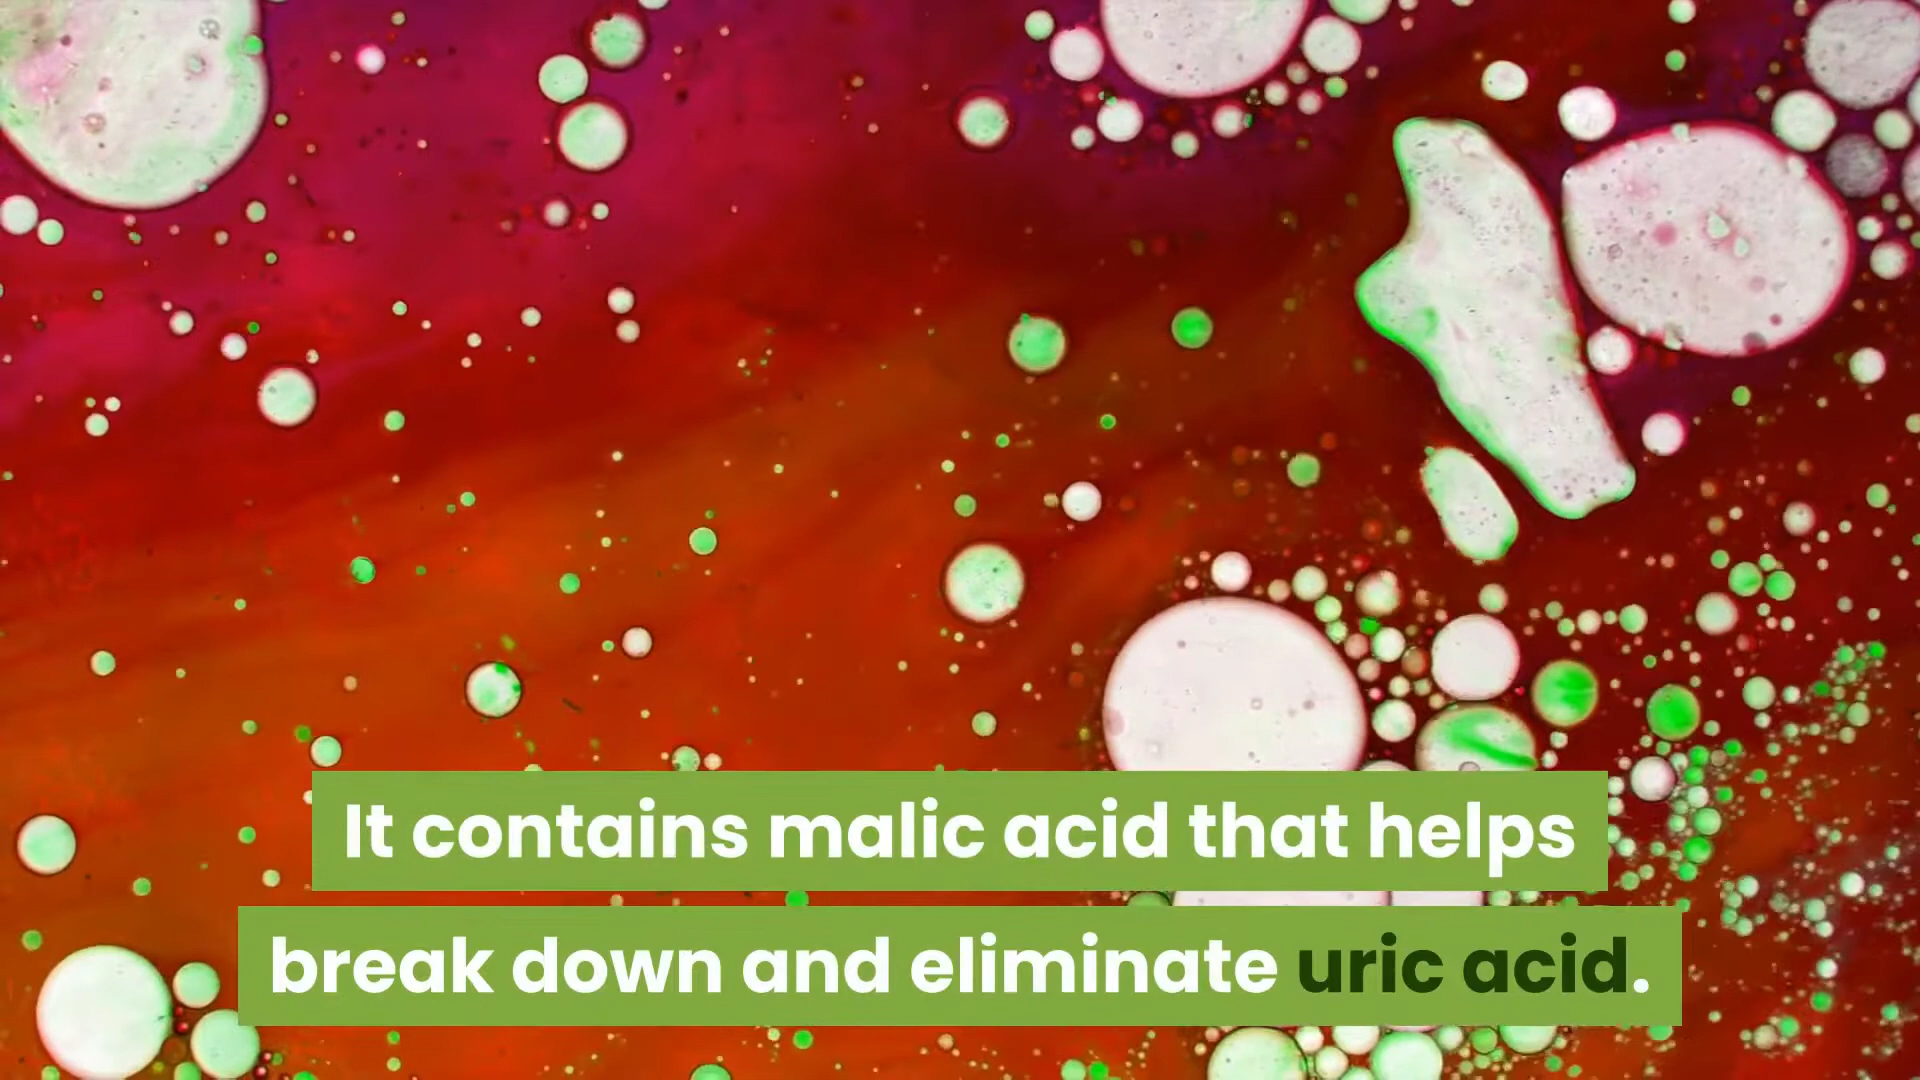 It contains malic acid that helps
break down and eliminate uric acid.